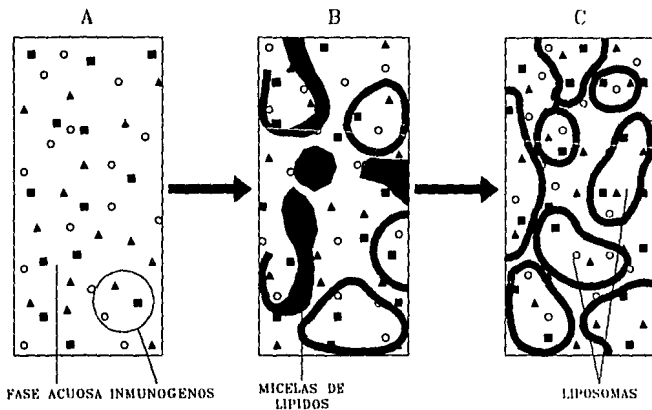 A
B
C
FASE ACUOSA INMUNOGENOS
MICELAS DE
LIPIDOS
LIPOSOMAS